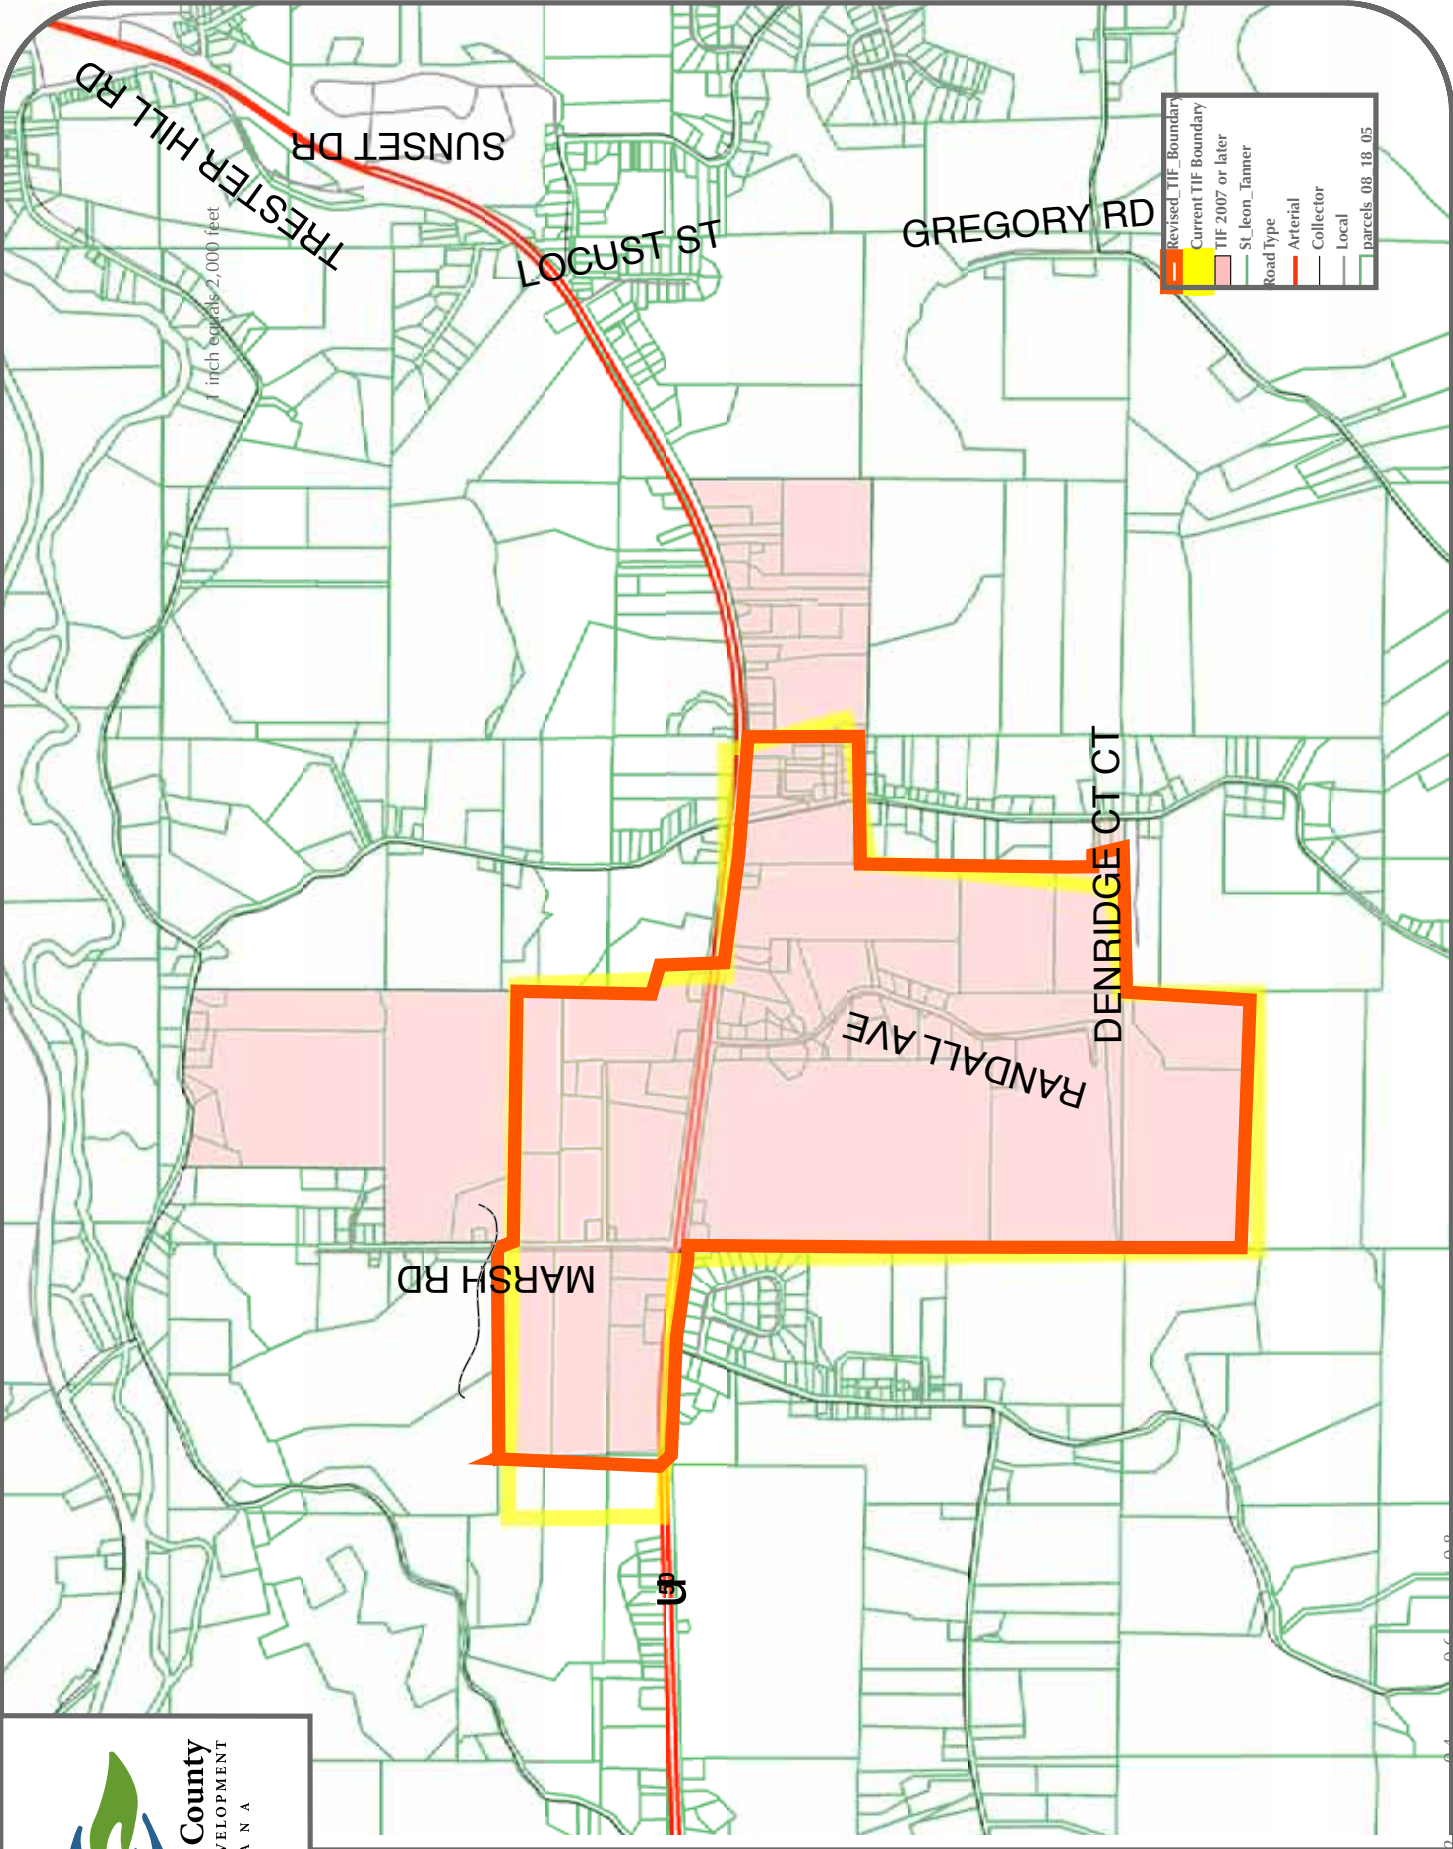 TRESTER HILL RD
SUNSET DR
1 inch equals 2,000 feet
LOCUST ST
GREGORY RD
Revised_TIF_Boundary
Current TIF Boundary
TIF 2007 or later
St_leon_Tanner
Road Type
Arterial
Collector
Local
parcels_08_18_05
DENRIDGE CT CT
RANDALL AVE
MARSH RD
50
County
VELOPMENT
A N A